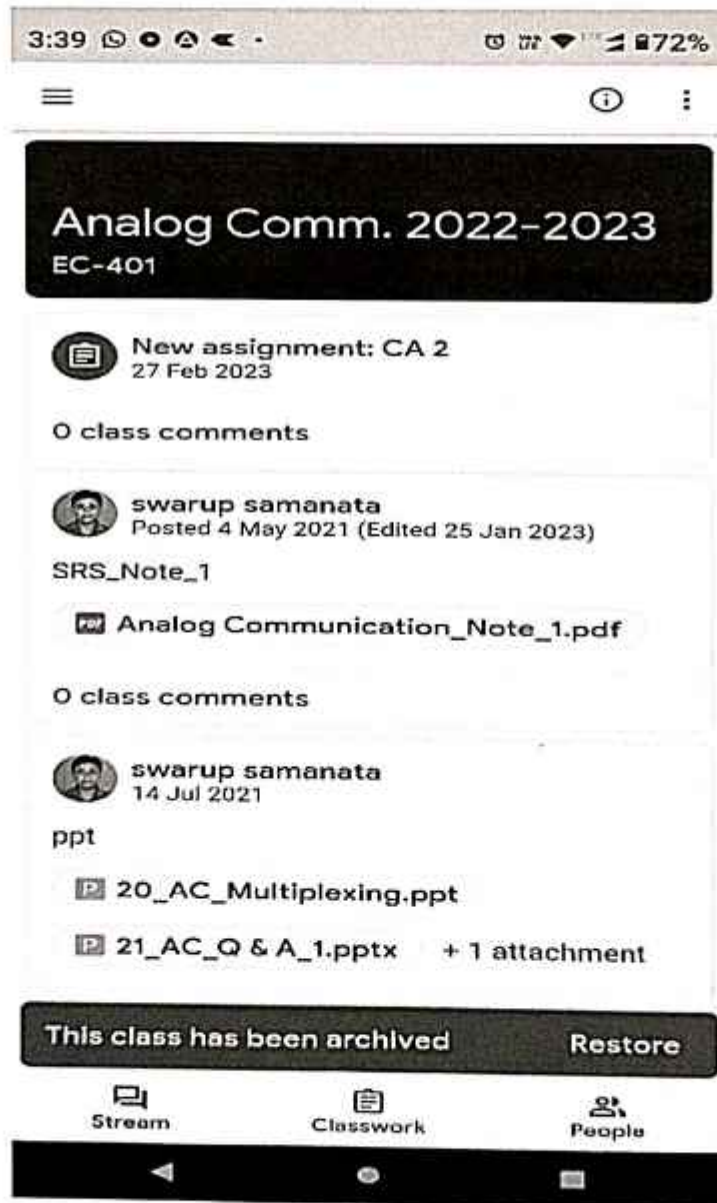 3:39 72%
Analog Comm. 2022-2023
EC-401
New assignment: CA 2
27 Feb 2023
0 class comments
swarup samanata
Posted 4 May 2021 (Edited 25 Jan 2023)
SRS_Note_1
PDF Analog Communication_Note_1.pdf
0 class comments
swarup samanata
14 Jul 2021
ppt
P 20_AC_Multiplexing.ppt
P 21_AC_Q & A_1.pptx + 1 attachment
This class has been archived Restore
Stream Classwork People